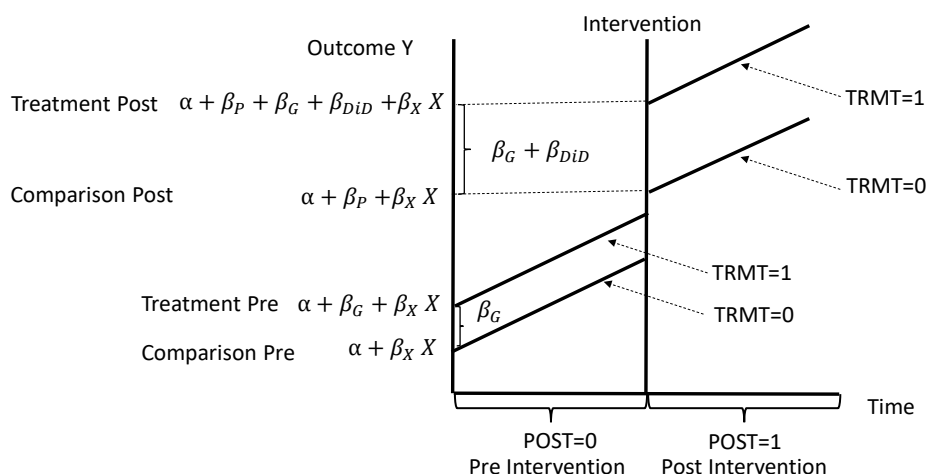 Intervention
Outcome Y
Treatment Post α + β_P + β_G + β_DiD +β_X X
TRMT=1
β_G + β_DiD
Comparison Post α + β_P +β_X X
TRMT=0
TRMT=1
Treatment Pre α + β_G + β_X X
β_G
TRMT=0
Comparison Pre α + β_X X
Time
POST=0
Pre Intervention
POST=1
Post Intervention